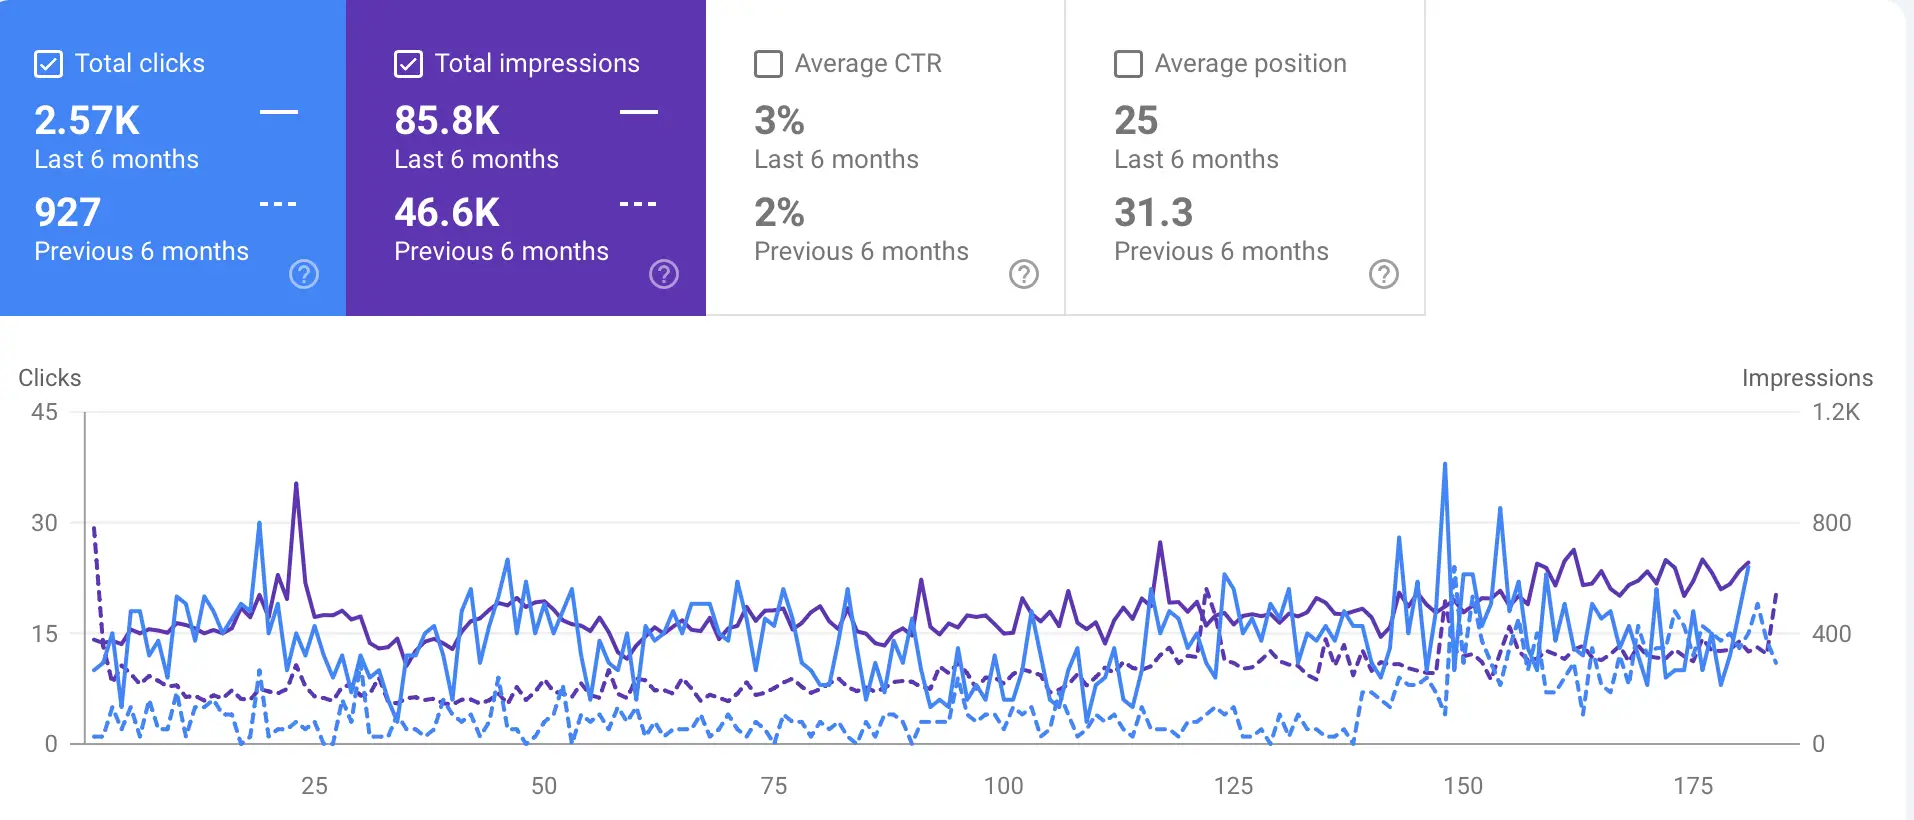 Total clicks
2.57K
Last 6 months
927
Previous 6 months
Total impressions
85.8K
Last 6 months
46.6K
Previous 6 months
Average CTR
3%
Last 6 months
2%
Previous 6 months
Average position
25
Last 6 months
31.3
Previous 6 months
Clicks
Impressions
45
1.2K
30
800
15
400
0
0
25
50
75
100
125
150
175